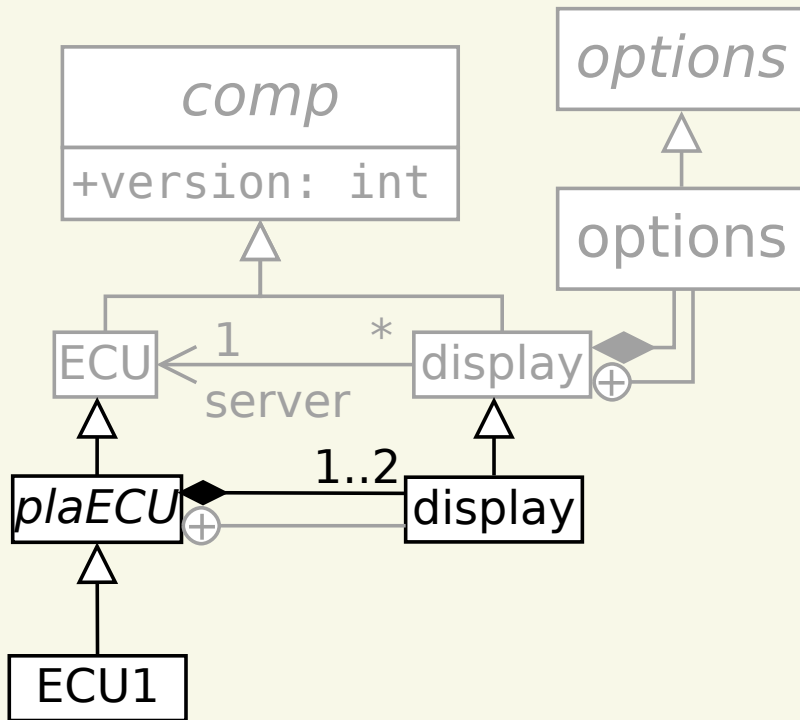 options
comp
+version: int
options
1
*
ECU
display
server
1..2
plaECU
display
ECU1